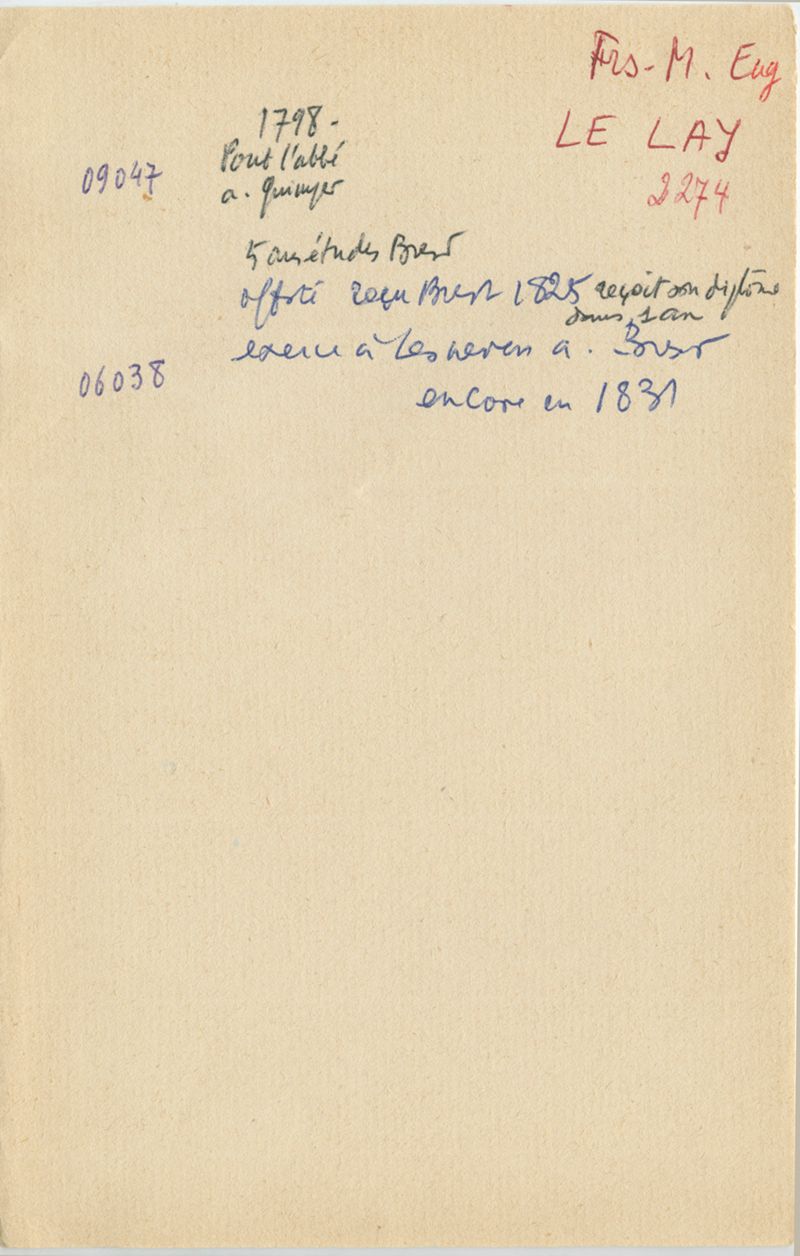 Frs-M. Eug
LE LAY
2274
1798-
09047 Pont l'abbé
a. Quimper
5 ans études Brest
offsté reçu Brest 1825 reçoit son diplôme
dans 1 an
exerce à Lesneven a. Brest
06038
encore en 1831